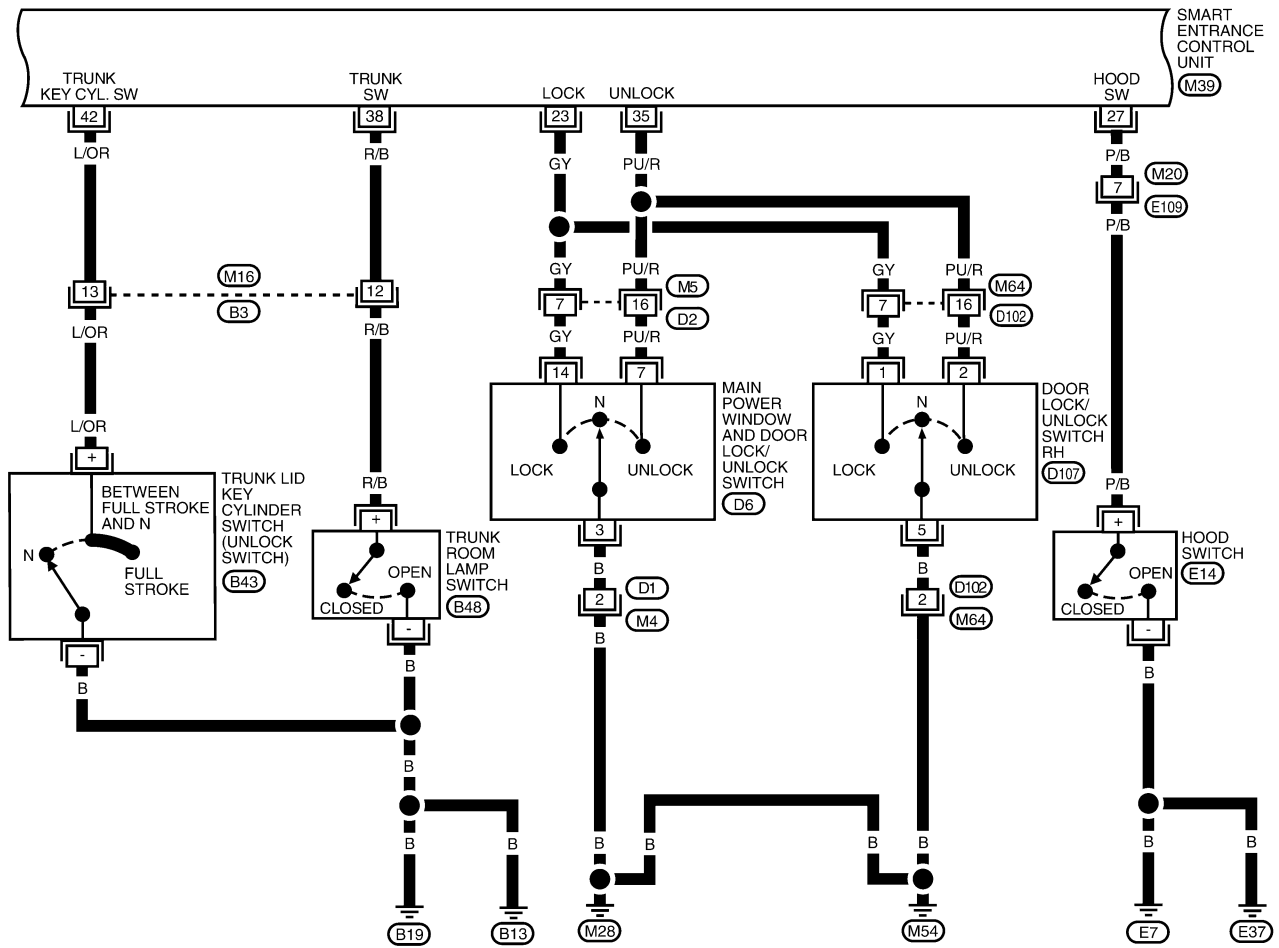 SMART
ENTRANCE
CONTROL
UNIT
M39
TRUNK
KEY CYL. SW
TRUNK
SW
LOCK
UNLOCK
HOOD
SW
42
38
23
35
27
L/OR
R/B
GY
PU/R
P/B
7
M20
E109
P/B
13
M16
B3
12
GY
PU/R
7
16
M5
D2
GY
PU/R
7
16
M64
D102
L/OR
R/B
GY
PU/R
GY
PU/R
14
7
1
2
MAIN
POWER
WINDOW
AND DOOR
LOCK/
UNLOCK
SWITCH
D6
N
LOCK
UNLOCK
DOOR
LOCK/
UNLOCK
SWITCH
RH
D107
N
LOCK
UNLOCK
L/OR
+
BETWEEN
FULL STROKE
AND N
N
FULL
STROKE
TRUNK LID
KEY
CYLINDER
SWITCH
(UNLOCK
SWITCH)
B43
-
B
R/B
+
OPEN
CLOSED
TRUNK
ROOM
LAMP
SWITCH
B48
-
B
3
B
2
D1
M4
B
5
B
2
D102
M64
P/B
+
OPEN
CLOSED
HOOD
SWITCH
E14
-
B
B
B
B
B
B
B
B
B
B
B19
B13
M28
M54
E7
E37